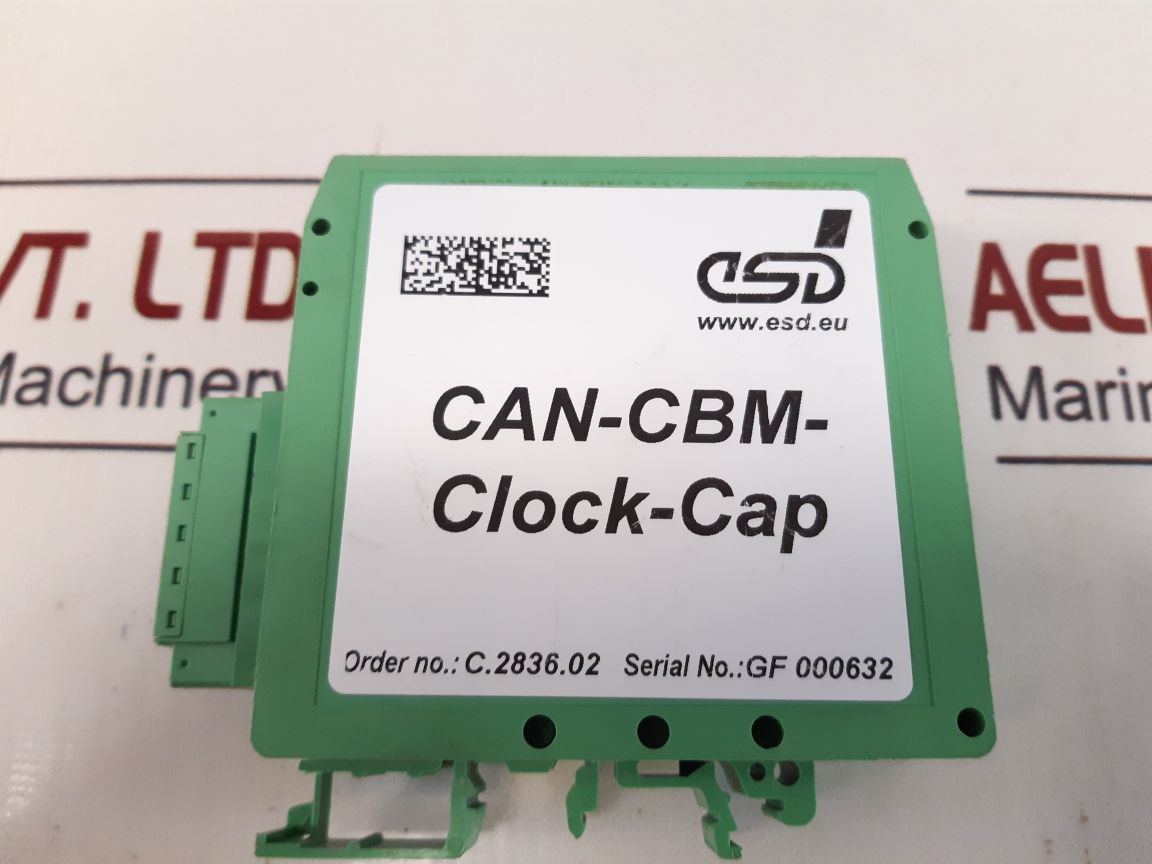 esd
www.esd.eu
CAN-CBM-
Clock-Cap
Order no.: C.2836.02 Serial No.:GF 000632
VT. LTD
Machinery
AELI
Marin